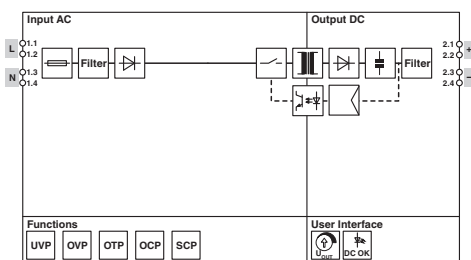 Input AC
Output DC
L
1.1
1.2
N
1.3
1.4
Filter
Filter
2.1
2.2
+
2.3
2.4
–
Functions
UVP
OVP
OTP
OCP
SCP
User Interface
UOUT
DC OK